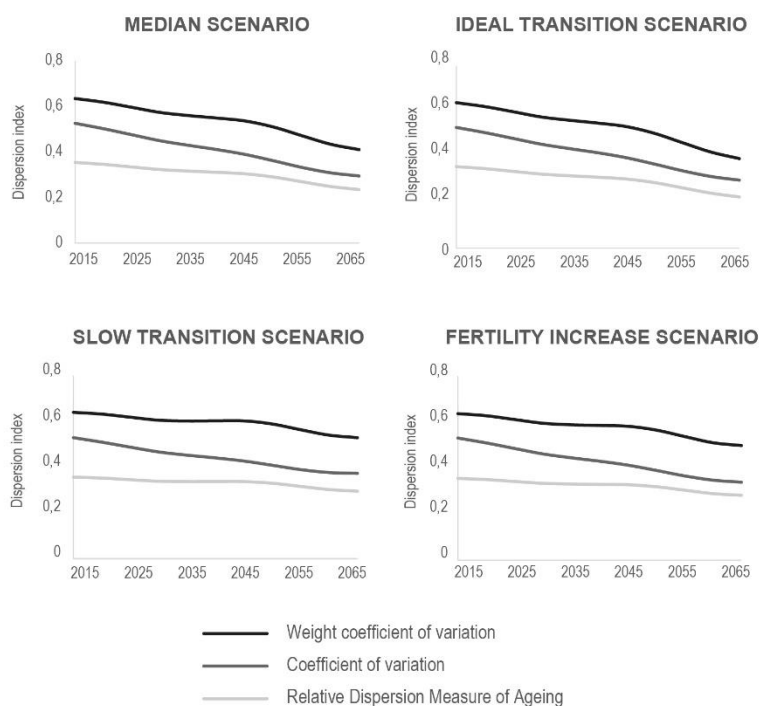 MEDIAN SCENARIO
Dispersion index
0,8
0,6
0,4
0,2
0
2015 2025 2035 2045 2055 2065
IDEAL TRANSITION SCENARIO
Dispersion index
0,8
0,6
0,4
0,2
0
2015 2025 2035 2045 2055 2065
SLOW TRANSITION SCENARIO
Dispersion index
0,8
0,6
0,4
0,2
0
2015 2025 2035 2045 2055 2065
FERTILITY INCREASE SCENARIO
Dispersion index
0,8
0,6
0,4
0,2
0
2015 2025 2035 2045 2055 2065
Weight coefficient of variation
Coefficient of variation
Relative Dispersion Measure of Ageing